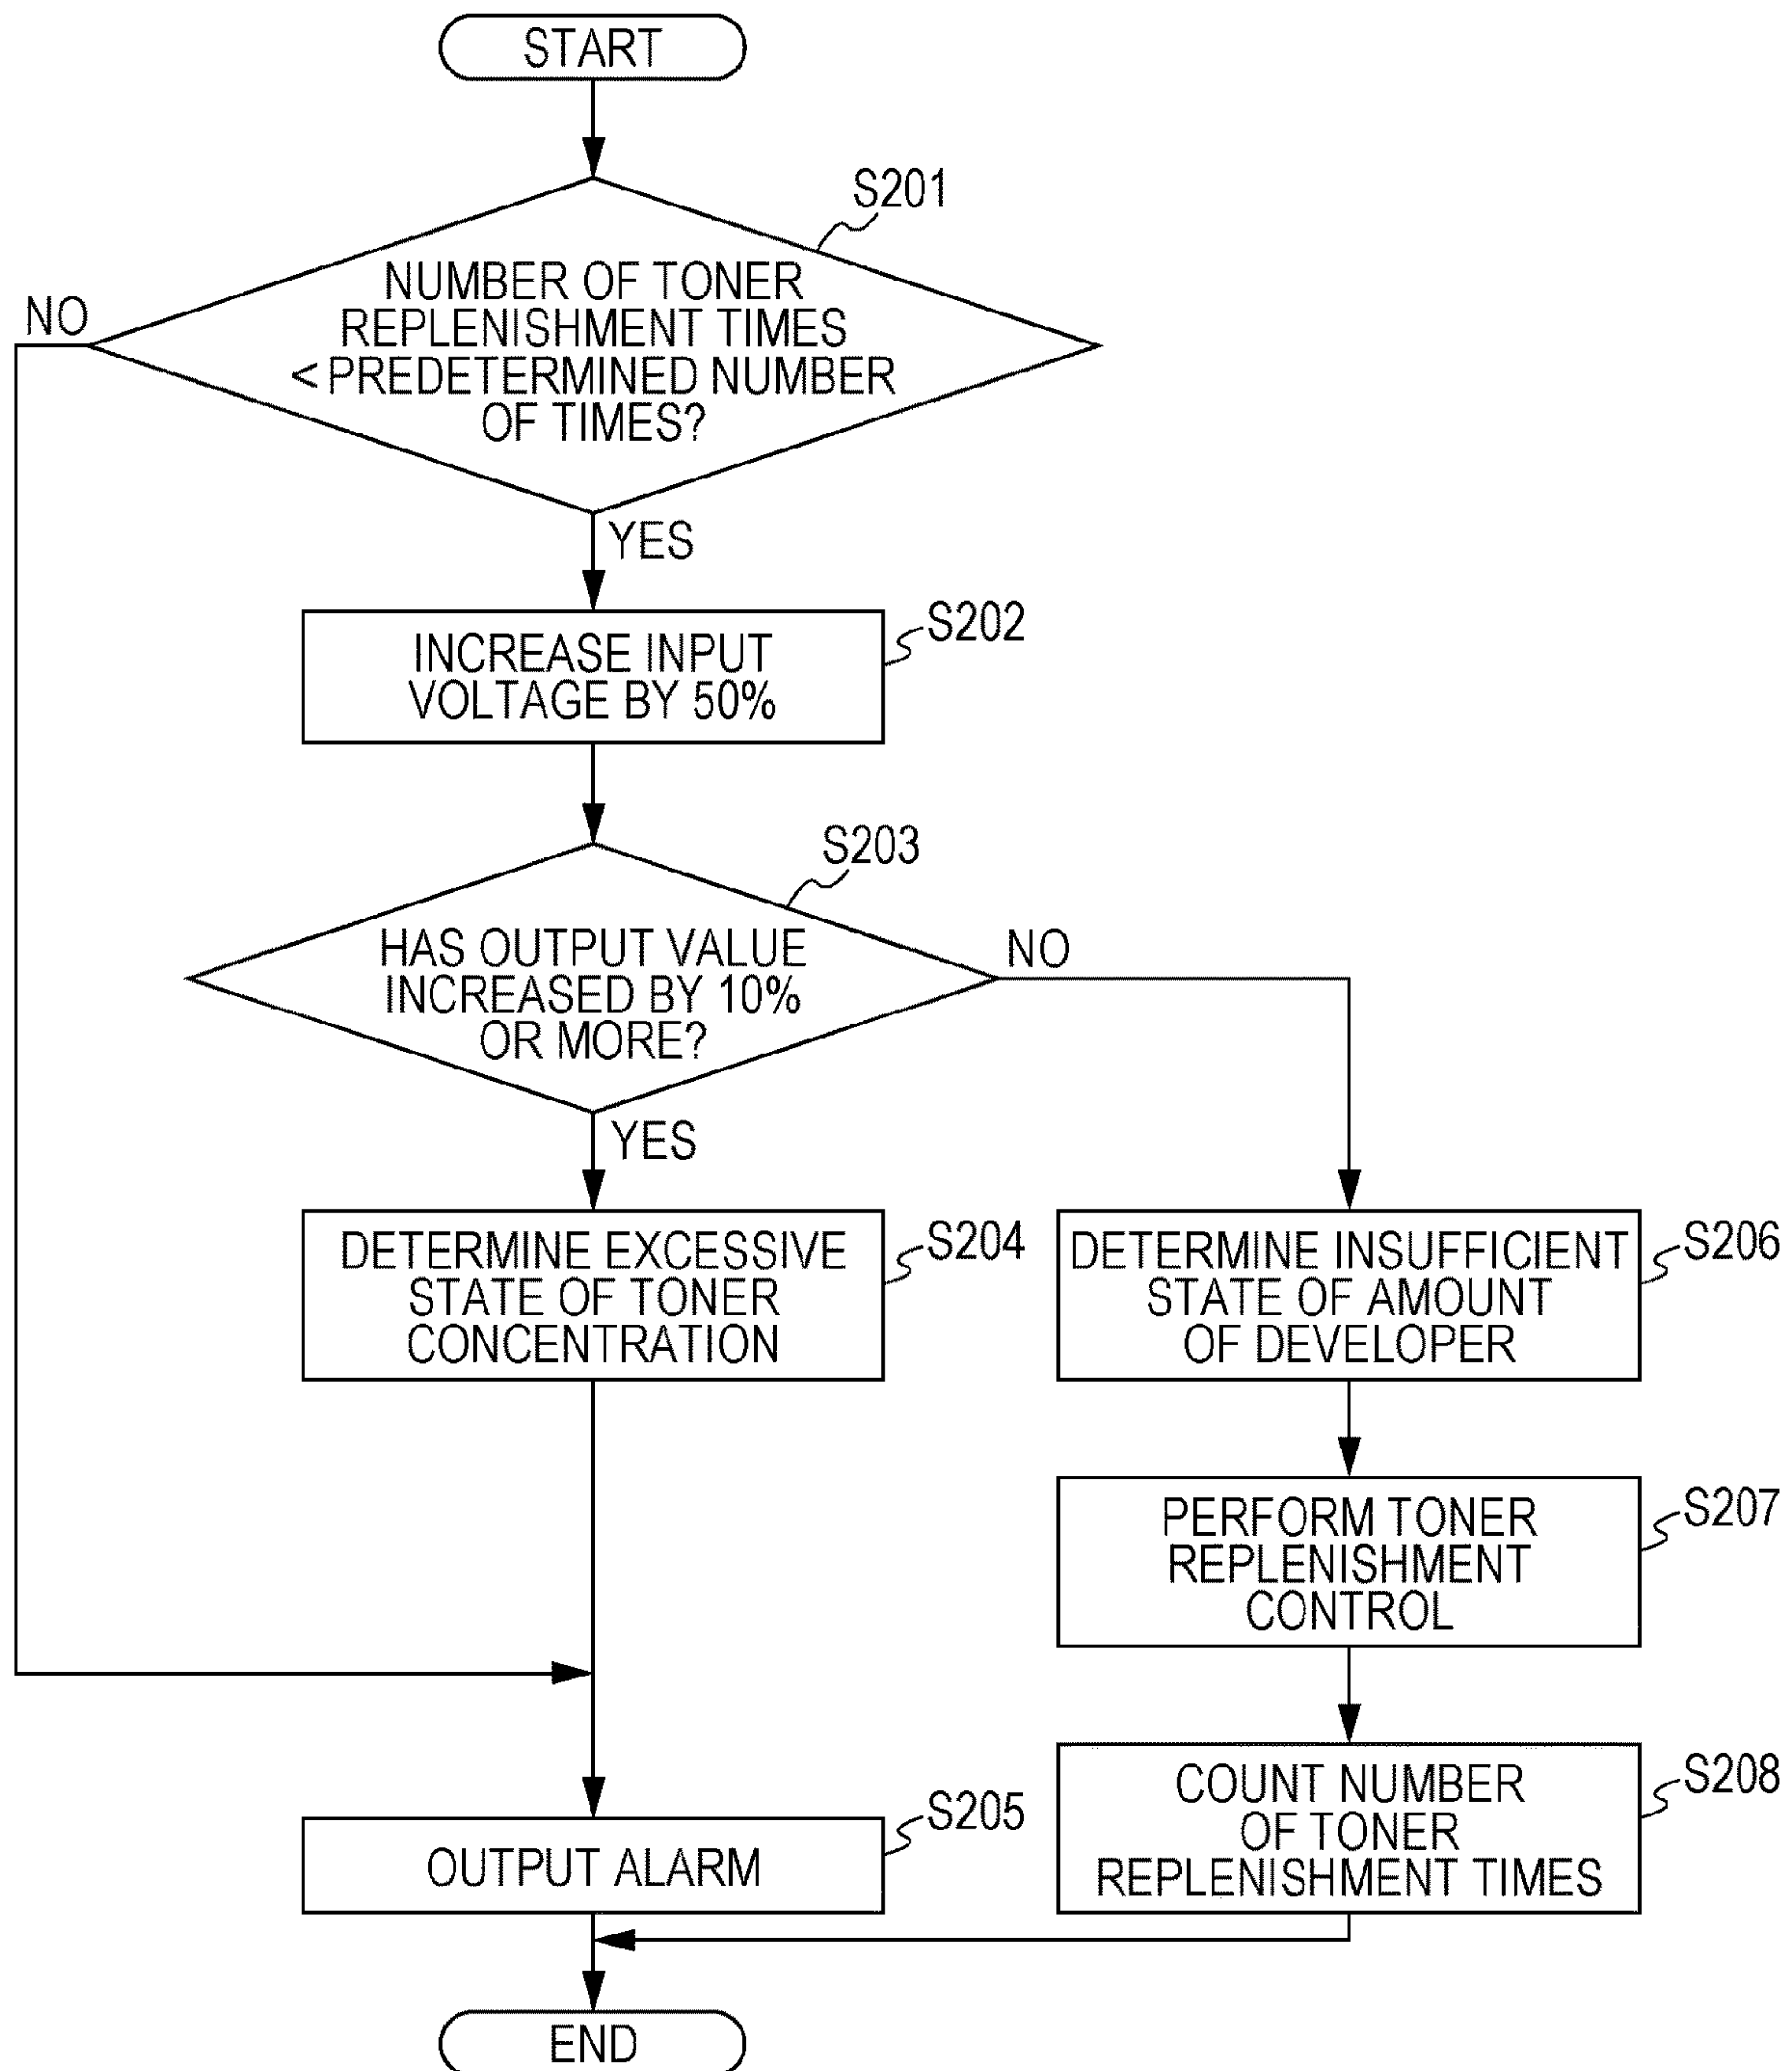 START
S201
NUMBER OF TONER
REPLENISHMENT TIMES
< PREDETERMINED NUMBER
OF TIMES?
NO
YES
S202
INCREASE INPUT
VOLTAGE BY 50%
S203
HAS OUTPUT VALUE
INCREASED BY 10%
OR MORE?
NO
YES
S204
DETERMINE EXCESSIVE
STATE OF TONER
CONCENTRATION
S206
DETERMINE INSUFFICIENT
STATE OF AMOUNT
OF DEVELOPER
S207
PERFORM TONER
REPLENISHMENT
CONTROL
S208
COUNT NUMBER
OF TONER
REPLENISHMENT TIMES
S205
OUTPUT ALARM
END